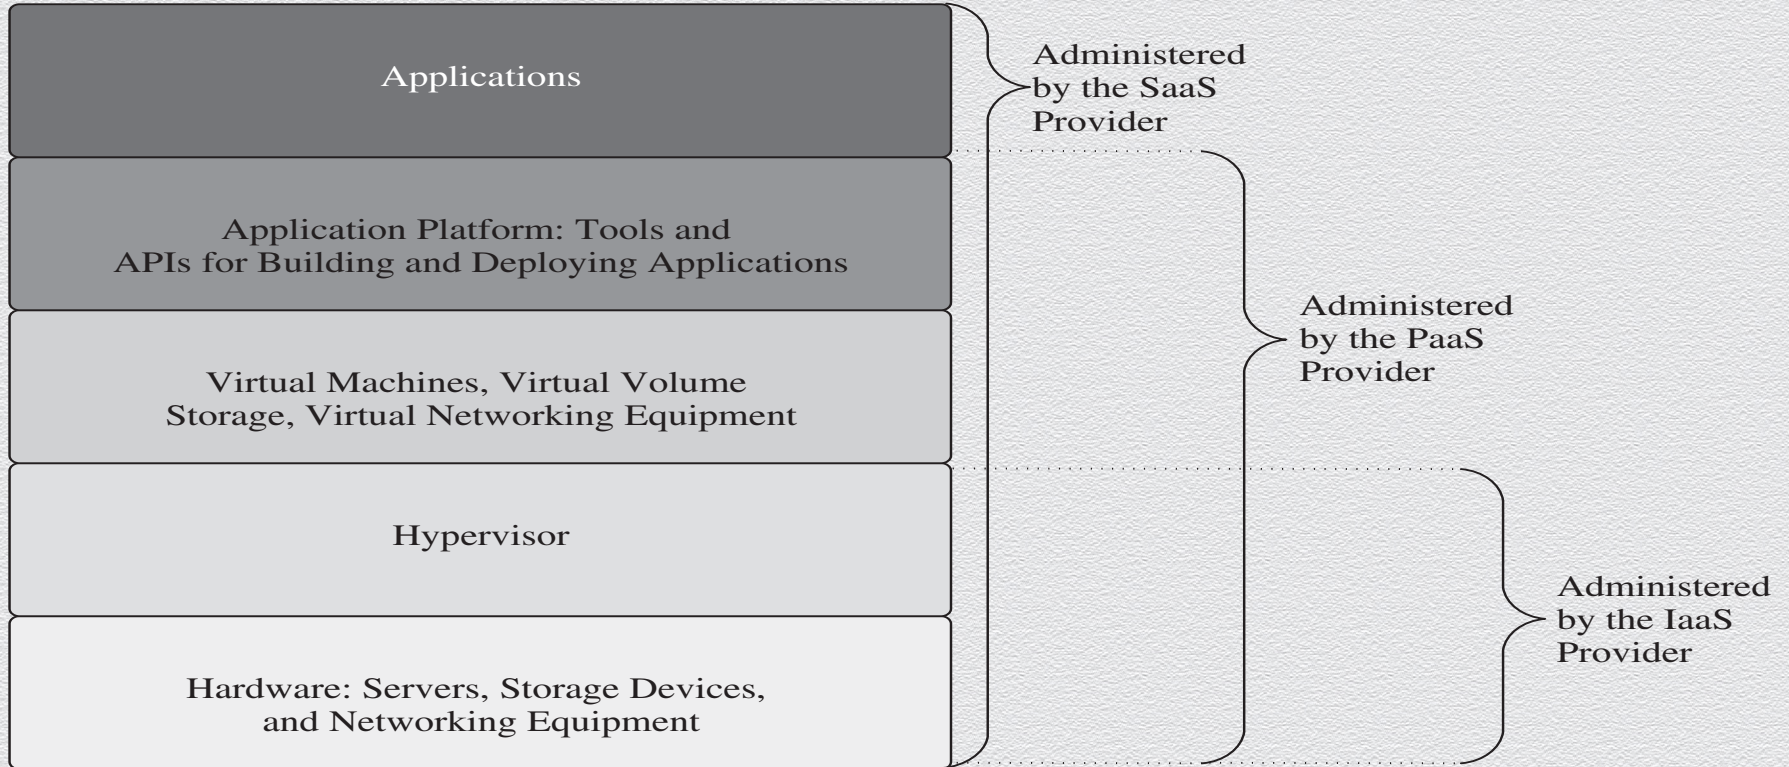 Applications
Administered
by the SaaS
Provider
Application Platform: Tools and
APIs for Building and Deploying Applications
Administered
by the PaaS
Provider
Virtual Machines, Virtual Volume
Storage, Virtual Networking Equipment
Hypervisor
Administered
by the IaaS
Provider
Hardware: Servers, Storage Devices,
and Networking Equipment